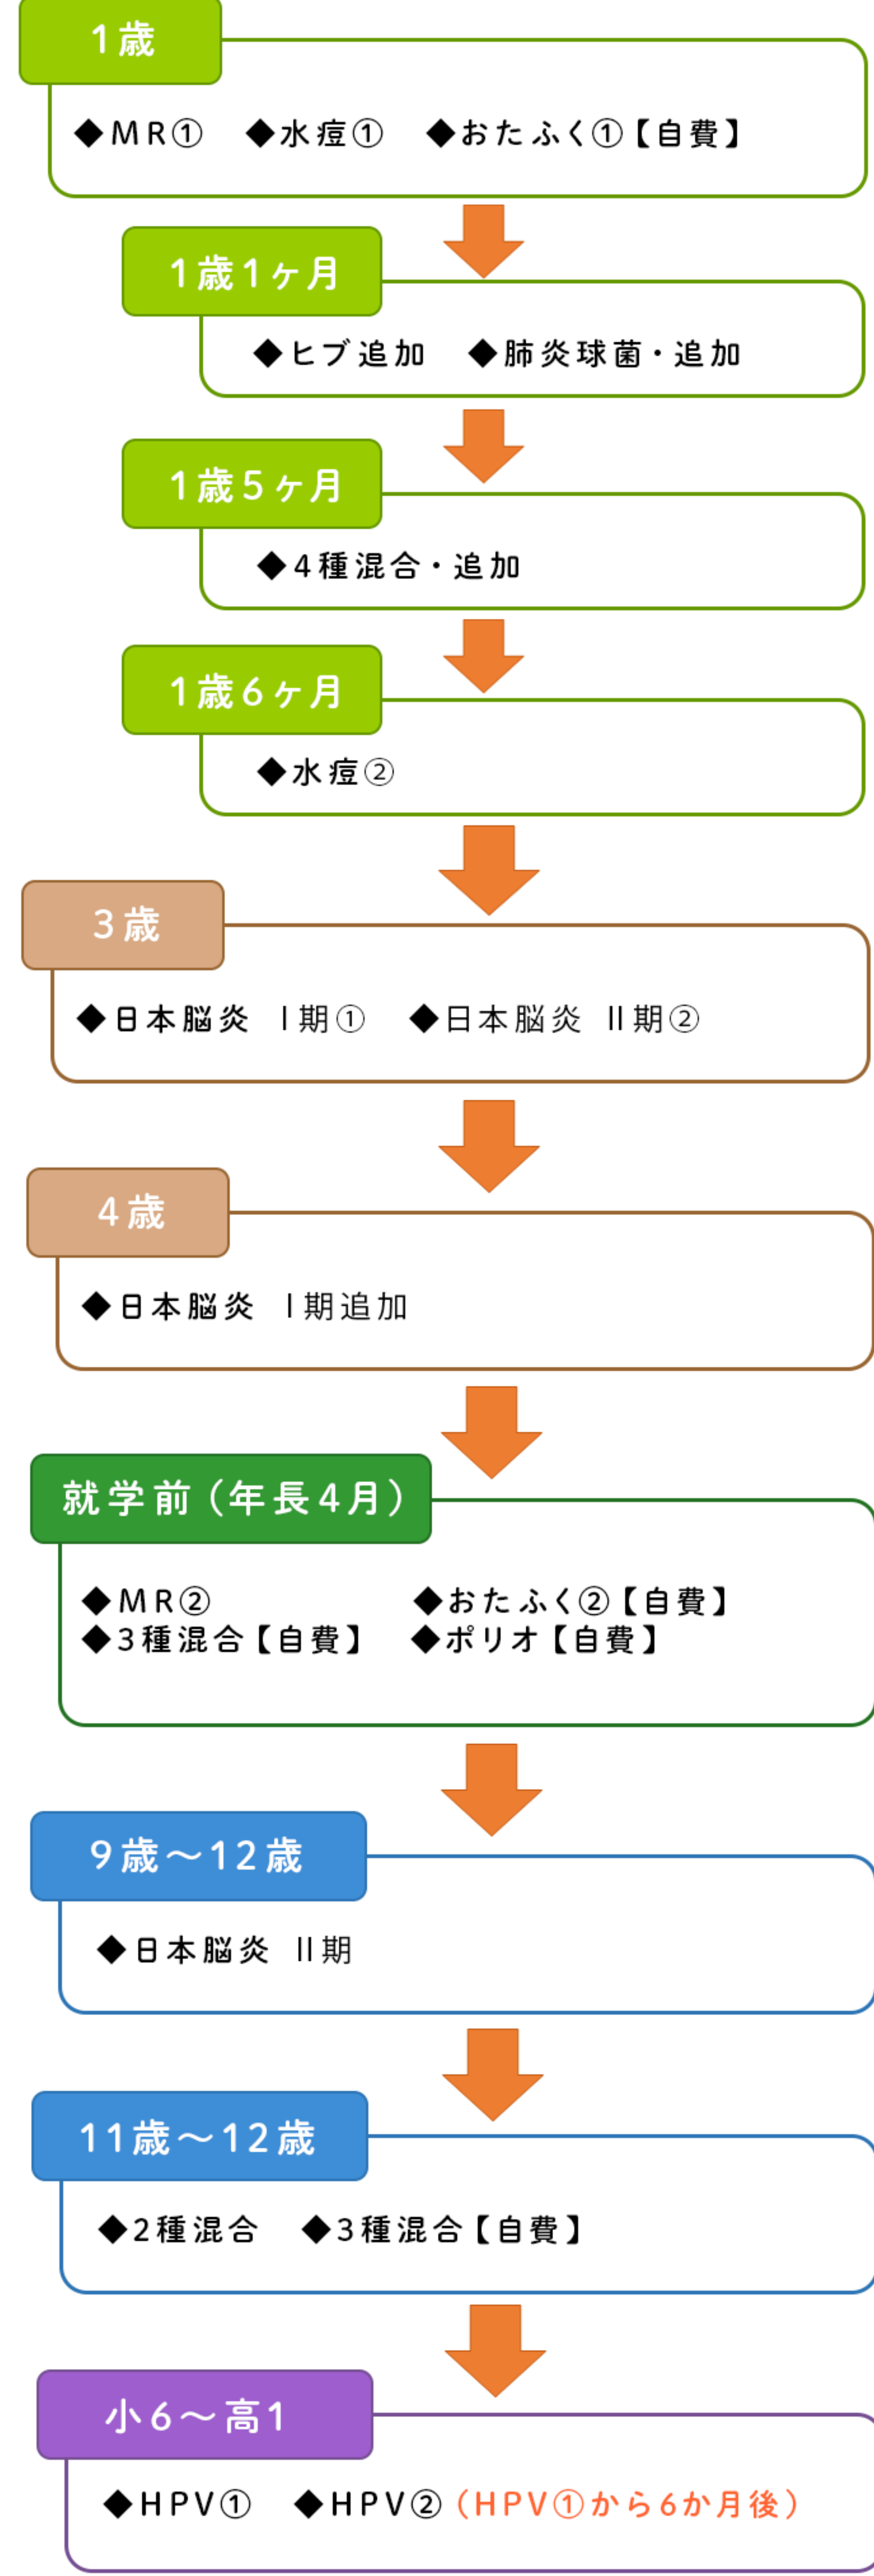 1歳
◆MR① ◆水痘① ◆おたふく①【自費】
1歳1ヶ月
◆ヒブ追加 ◆肺炎球菌・追加
1歳5ヶ月
◆4種混合・追加
1歳6ヶ月
◆水痘②
3歳
◆日本脳炎 Ⅰ期① ◆日本脳炎 Ⅱ期②
4歳
◆日本脳炎 Ⅰ期追加
就学前(年長4月)
◆MR② ◆おたふく②【自費】
◆3種混合【自費】 ◆ポリオ【自費】
9歳～12歳
◆日本脳炎 Ⅱ期
11歳～12歳
◆2種混合 ◆3種混合【自費】
小6～高1
◆HPV① ◆HPV②(HPV①から6か月後)